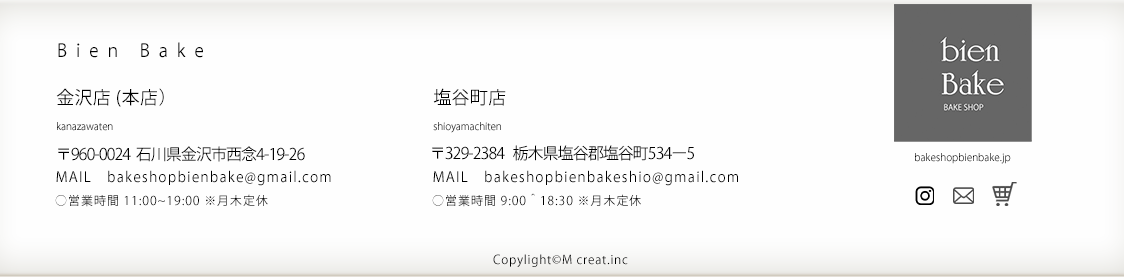 Bien Bake
金沢店 (本店）
kanazawaten
〒960-0024 石川県金沢市西念4-19-26
MAIL bakeshopbienbake@gmail.com
○営業時間 11:00~19:00 ※月木定休
塩谷町店
shioyamachiten
〒329-2384 栃木県塩谷郡塩谷町534ー5
MAIL bakeshopbienbakeshio@gmail.com
○営業時間 9:00＾18:30 ※月木定休
bien
Bake
BAKE SHOP
bakeshopbienbake.jp
Copylight©M creat.inc